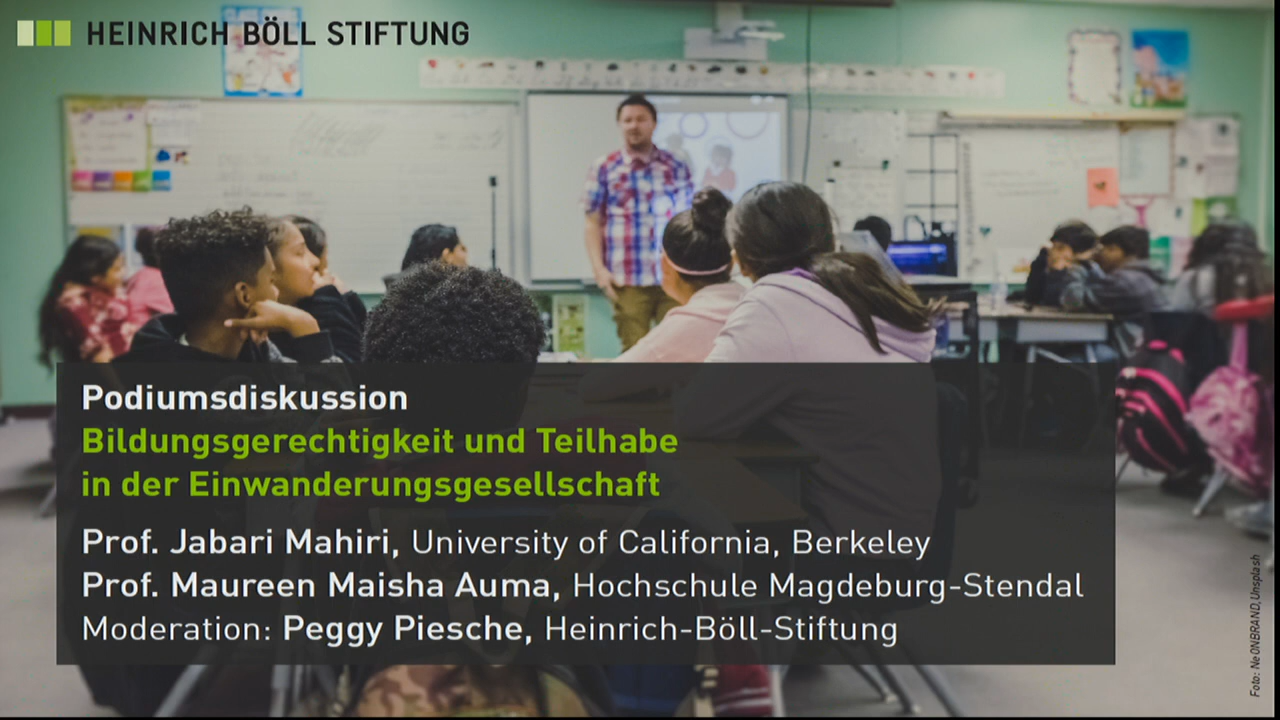 HEINRICH BÖLL STIFTUNG
Podiumsdiskussion
Bildungsgerechtigkeit und Teilhabe
in der Einwanderungsgesellschaft
Prof. Jabari Mahiri, University of California, Berkeley
Prof. Maureen Maisha Auma, Hochschule Magdeburg-Stendal
Moderation: Peggy Piesche, Heinrich-Böll-Stiftung
Foto: NeONBRAND, Unsplash